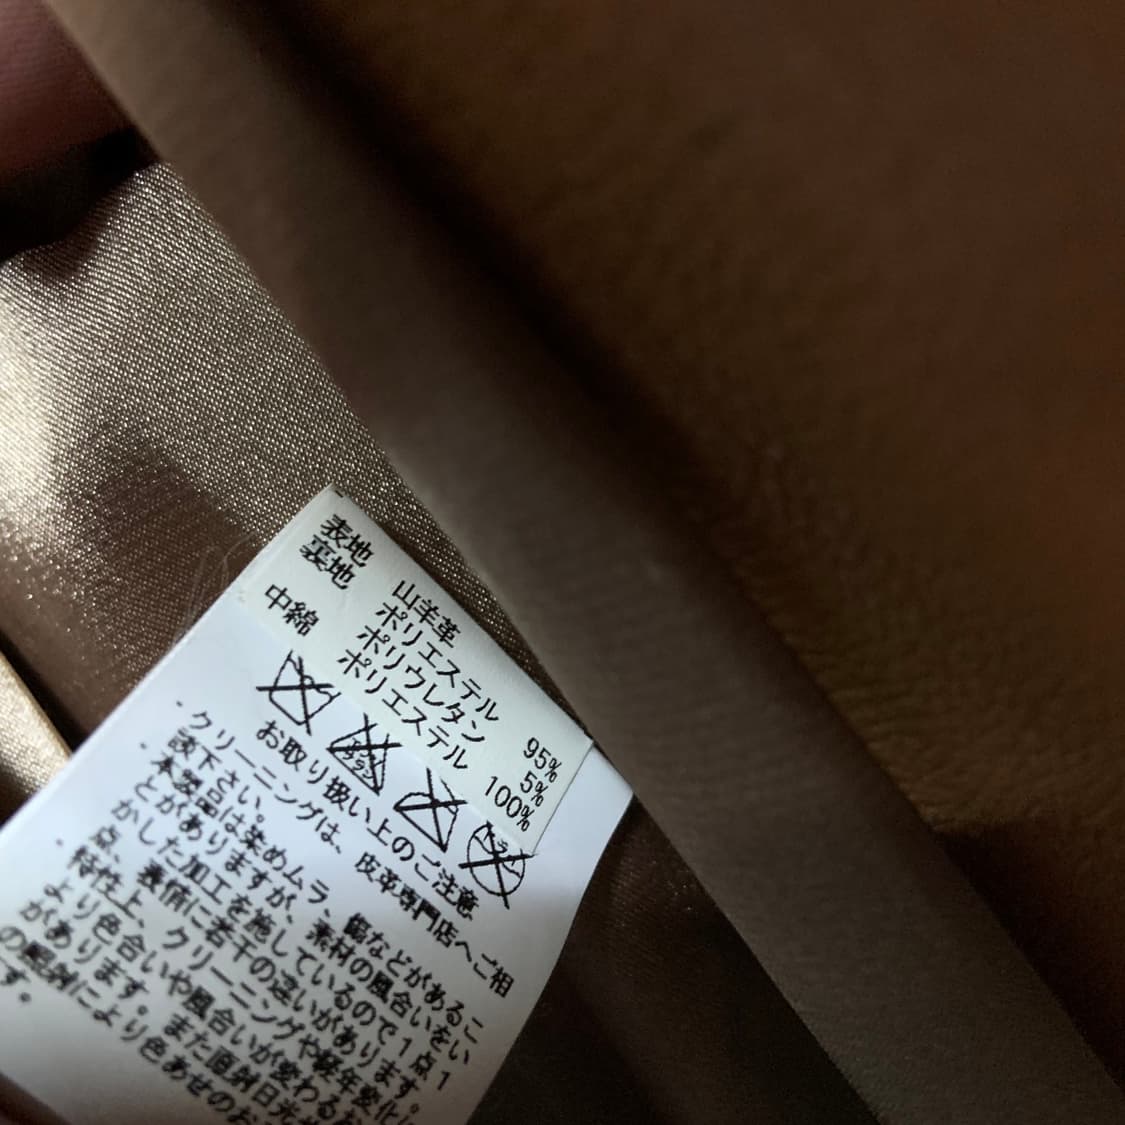 表地 山羊革
裏地 ポリエステル 95%
ポリウレタン 5%
中綿 ポリエステル 100%
ドライ
お取り扱い上のご注意
・クリーニングは、皮革専門店へご相
談下さい。
・本製品は染めムラ、傷などがあるこ
とがありますが、素材の風合いをい
かした加工を施しているので1点1
点、表情に若干の違いがあります。
・特性上、クリーニングや経年変化に
より色合いや風合いが変わるお
があります。また直射日光
の照射により色あせのお
す。